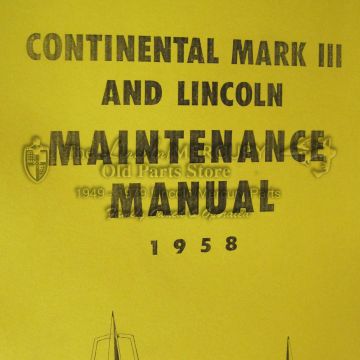 CONTINENTAL MARK III
AND LINCOLN
MAINTENANCE
MANUAL
1958
Old Parts Store